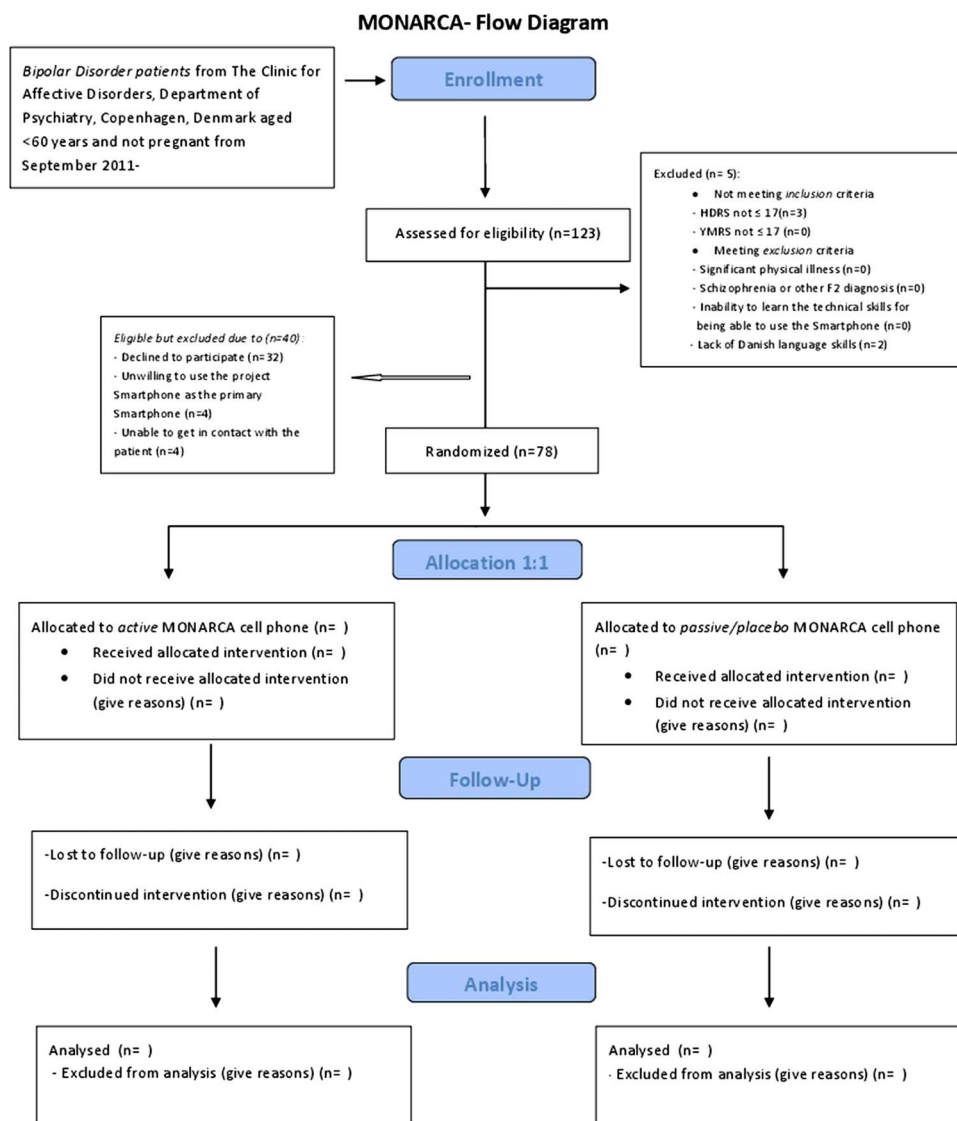 MONARCA- Flow Diagram
Bipolar Disorder patients from The Clinic for
Affective Disorders, Department of
Psychiatry, Copenhagen, Denmark aged
<60 years and not pregnant from
September 2011-
Enrollment
Assessed for eligibility (n=123)
Excluded (n= 5):
• Not meeting inclusion criteria
- HDRS not ≤ 17(n=3)
- YMRS not ≤ 17 (n=0)
• Meeting exclusion criteria
- Significant physical illness (n=0)
- Schizophrenia or other F2 diagnosis (n=0)
- Inability to learn the technical skills for
being able to use the Smartphone (n=0)
- Lack of Danish language skills (n=2)
Eligible but excluded due to (n=40):
- Declined to participate (n=32)
- Unwilling to use the project
Smartphone as the primary
Smartphone (n=4)
- Unable to get in contact with the
patient (n=4)
Randomized (n=78)
Allocation 1:1
Allocated to active MONARCA cell phone (n= )
• Received allocated intervention (n= )
• Did not receive allocated intervention
(give reasons) (n= )
Allocated to passive/placebo MONARCA cell phone
(n= )
• Received allocated intervention (n= )
• Did not receive allocated intervention
(give reasons) (n= )
Follow-Up
-Lost to follow-up (give reasons) (n= )
-Discontinued intervention (give reasons) (n= )
-Lost to follow-up (give reasons) (n= )
-Discontinued intervention (give reasons) (n= )
Analysis
Analysed (n= )
- Excluded from analysis (give reasons) (n= )
Analysed (n= )
- Excluded from analysis (give reasons) (n= )